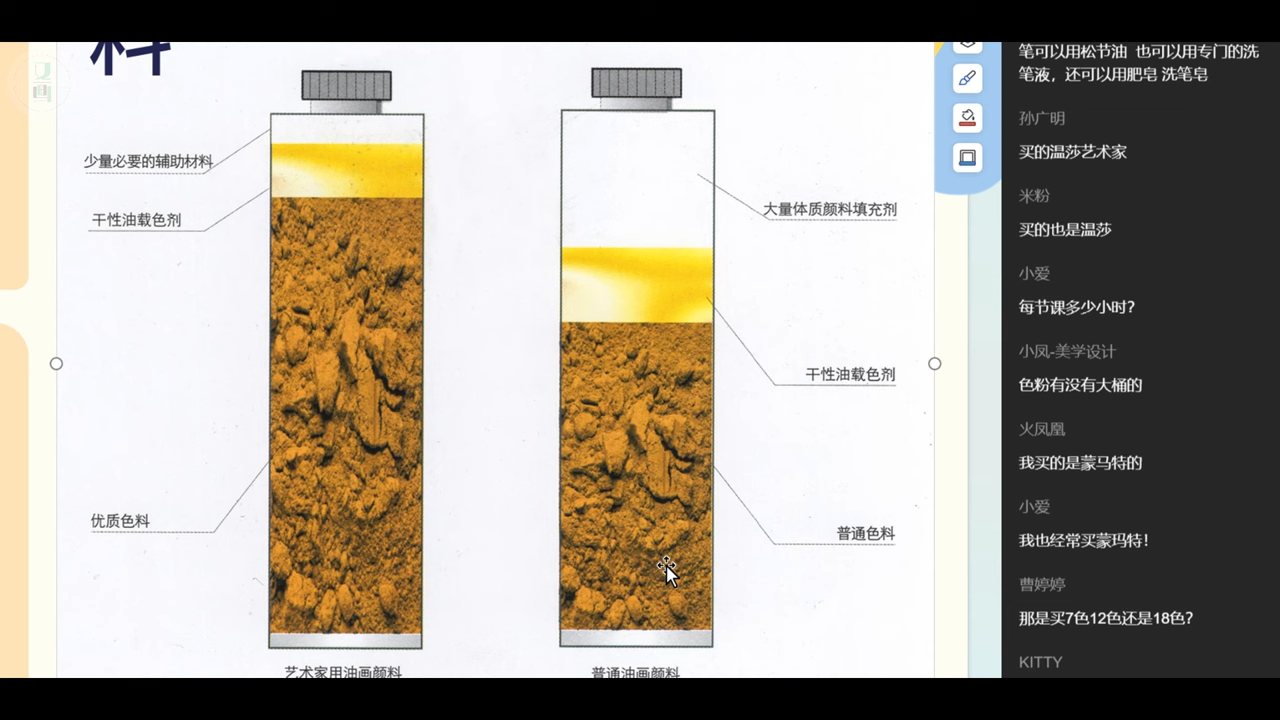 料
少量必要的辅助材料
干性油载色剂
优质色料
艺术家用油画颜料
大量体质颜料填充剂
干性油载色剂
普通色料
普通油画颜料
笔可以用松节油 也可以用专门的洗
笔液，还可以用肥皂 洗笔皂
孙广明
买的温莎艺术家
米粉
买的也是温莎
小爱
每节课多少小时？
小凤-美学设计
色粉有没有大桶的
火凤凰
我买的是蒙马特的
小爱
我也经常买蒙玛特！
曹婷婷
那是买7色12色还是18色？
KITTY